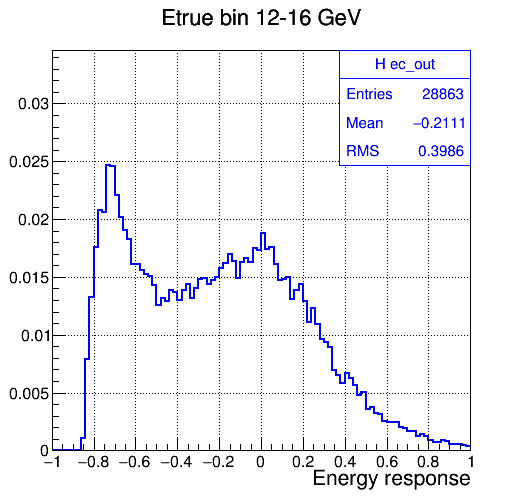 Etrue bin 12-16 GeV
H ec_out
Entries 28863
Mean −0.2111
RMS 0.3986
0.03
0.025
0.02
0.015
0.01
0.005
0
−1 −0.8 −0.6 −0.4 −0.2 0 0.2 0.4 0.6 0.8 1
Energy response